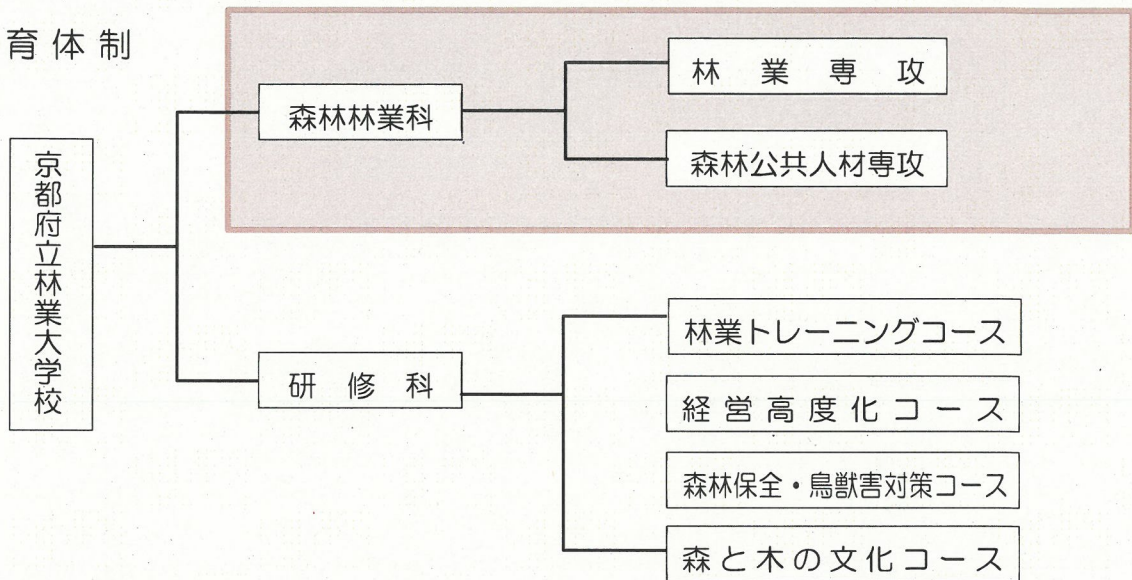 育体制
京都府立林業大学校
森林林業科
林業専攻
森林公共人材専攻
研修科
林業トレーニングコース
経営高度化コース
森林保全・鳥獣害対策コース
森と木の文化コース